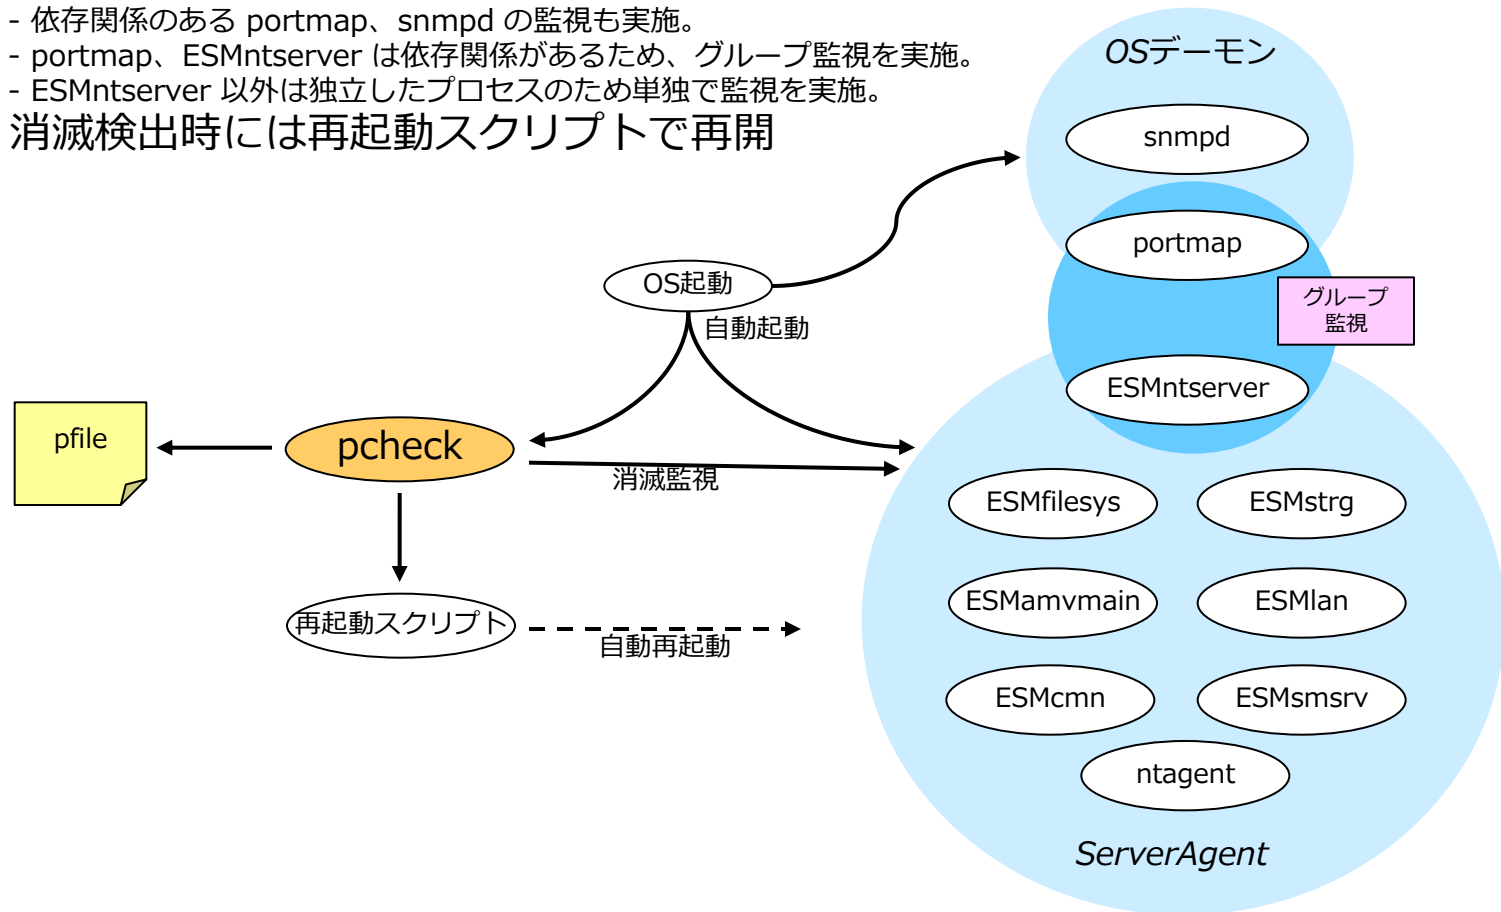 - 依存関係のある portmap、snmpd の監視も実施。
- portmap、ESMntserver は依存関係があるため、グループ監視を実施。
- ESMntserver 以外は独立したプロセスのため単独で監視を実施。
消滅検出時には再起動スクリプトで再開
OSデーモン
snmpd
portmap
OS起動
グループ
監視
自動起動
ESMntserver
pfile
pcheck
消滅監視
ESMfilesys
ESMstrg
ESMamvmain
ESMlan
再起動スクリプト
自動再起動
ESMcmn
ESMsmsrv
ntagent
ServerAgent